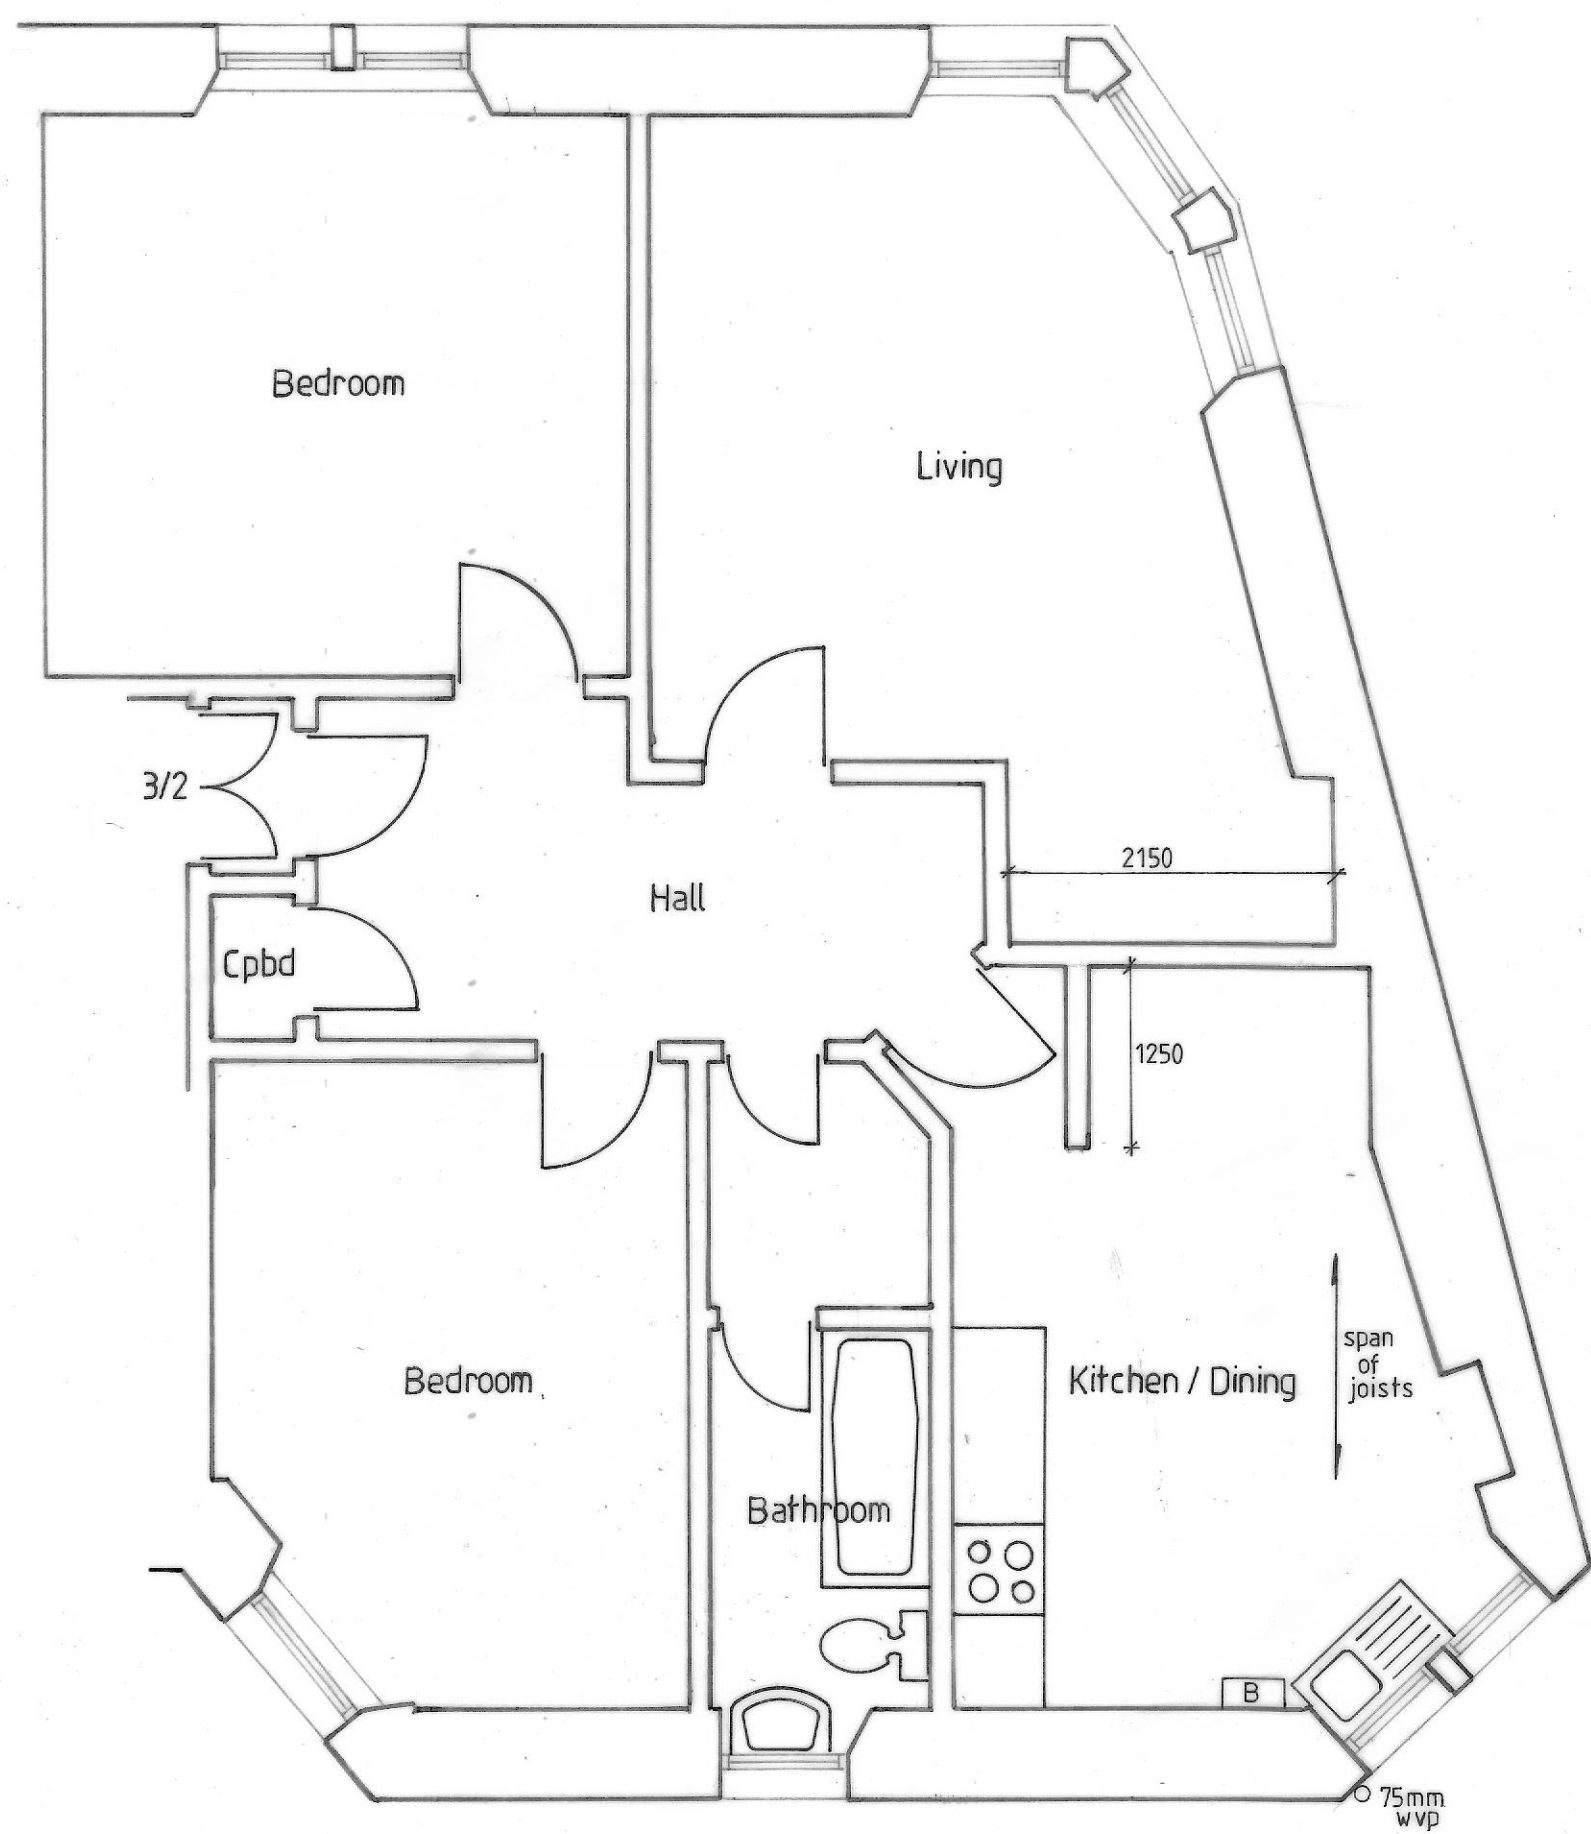 Bedroom
Living
3/2
2150
Hall
Cpbd
1250
span
of
joists
Bedroom
Kitchen / Dining
Bathroom
B
75mm
wvp